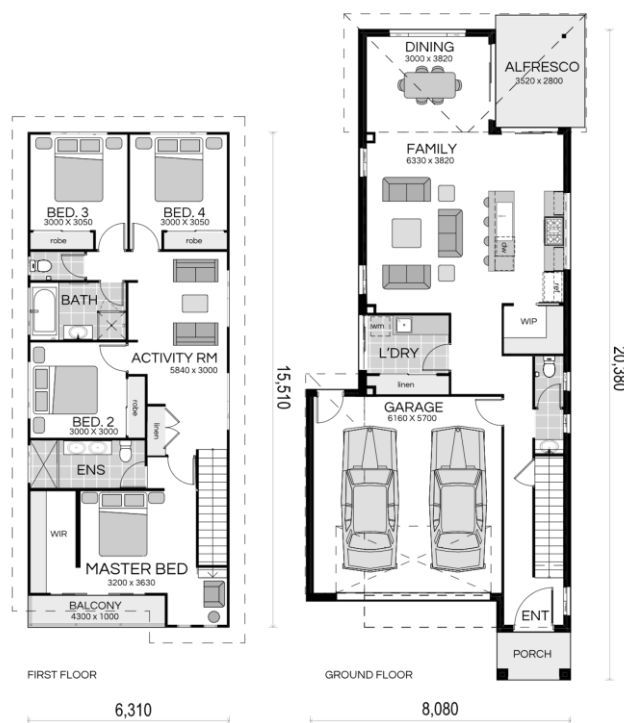 BED. 3
3000 X 3050
robe
BED. 4
3000 X 3050
robe
BATH
ACTIVITY RM
5840 x 3000
BED. 2
3000 X 3000
robe
linen
ENS
WIR
MASTER BED
3200 x 3630
BALCONY
4300 x 1000
15,510
FIRST FLOOR
6,310
DINING
3000 x 3820
ALFRESCO
3520 x 2800
FAMILY
6330 x 3820
dw
ref
WIP
wm
L'DRY
linen
GARAGE
6160 X 5700
ENT
PORCH
20,380
GROUND FLOOR
8,080